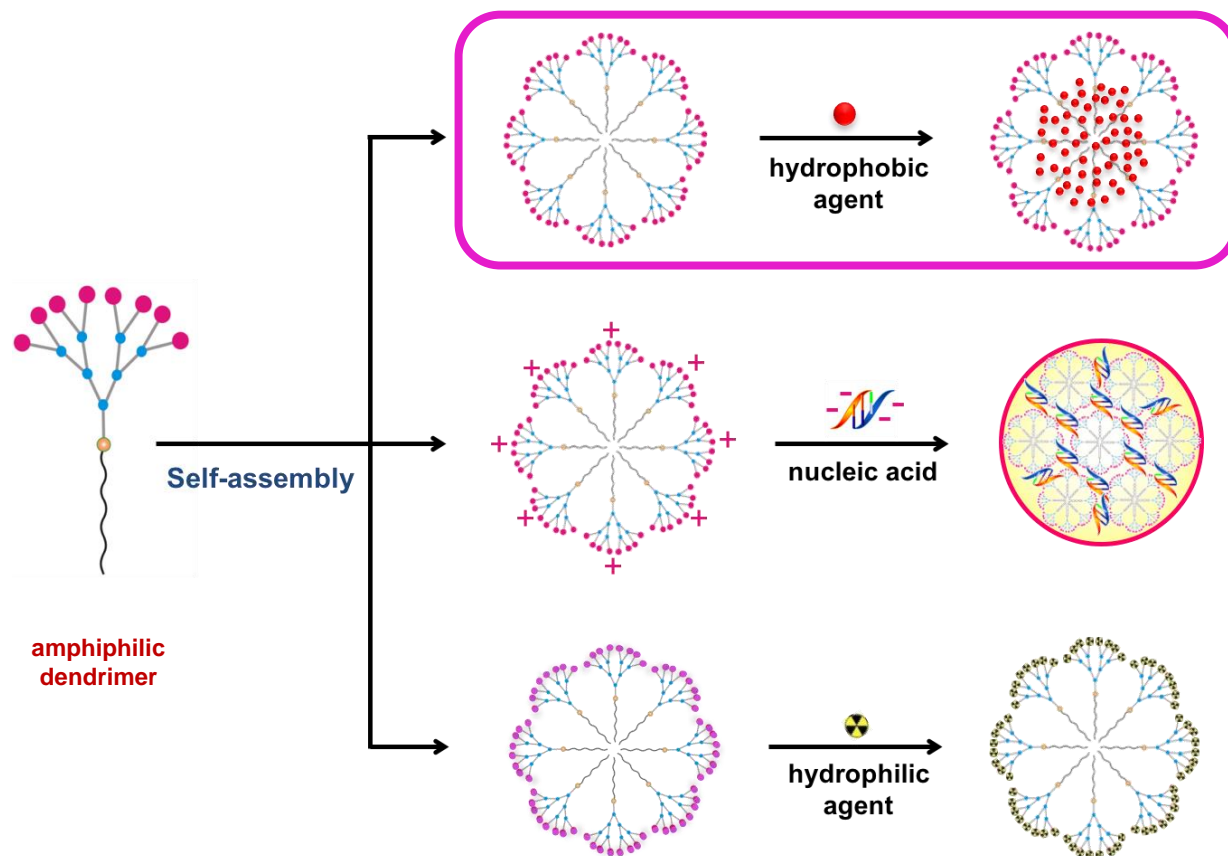 hydrophobic
agent
Self-assembly
nucleic acid
amphiphilic
dendrimer
hydrophilic
agent